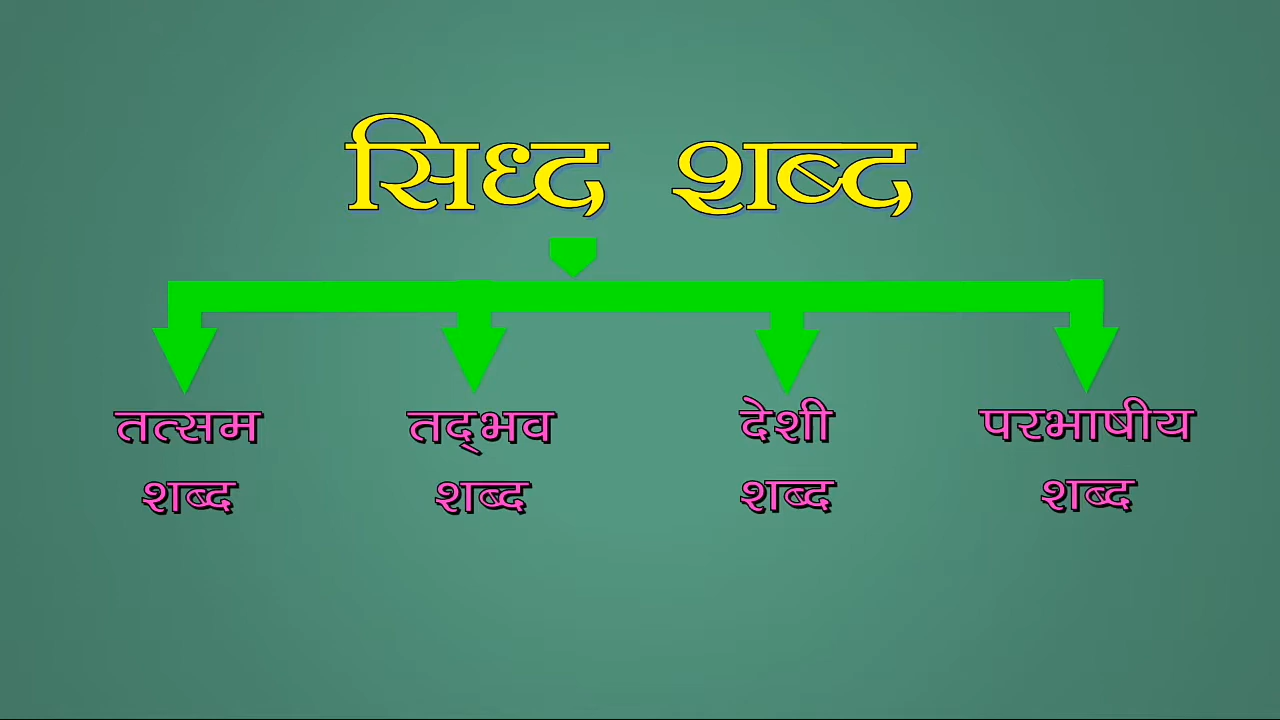 सिध्द शब्द
तत्सम शब्द
तद्भव शब्द
देशी शब्द
परभाषीय शब्द